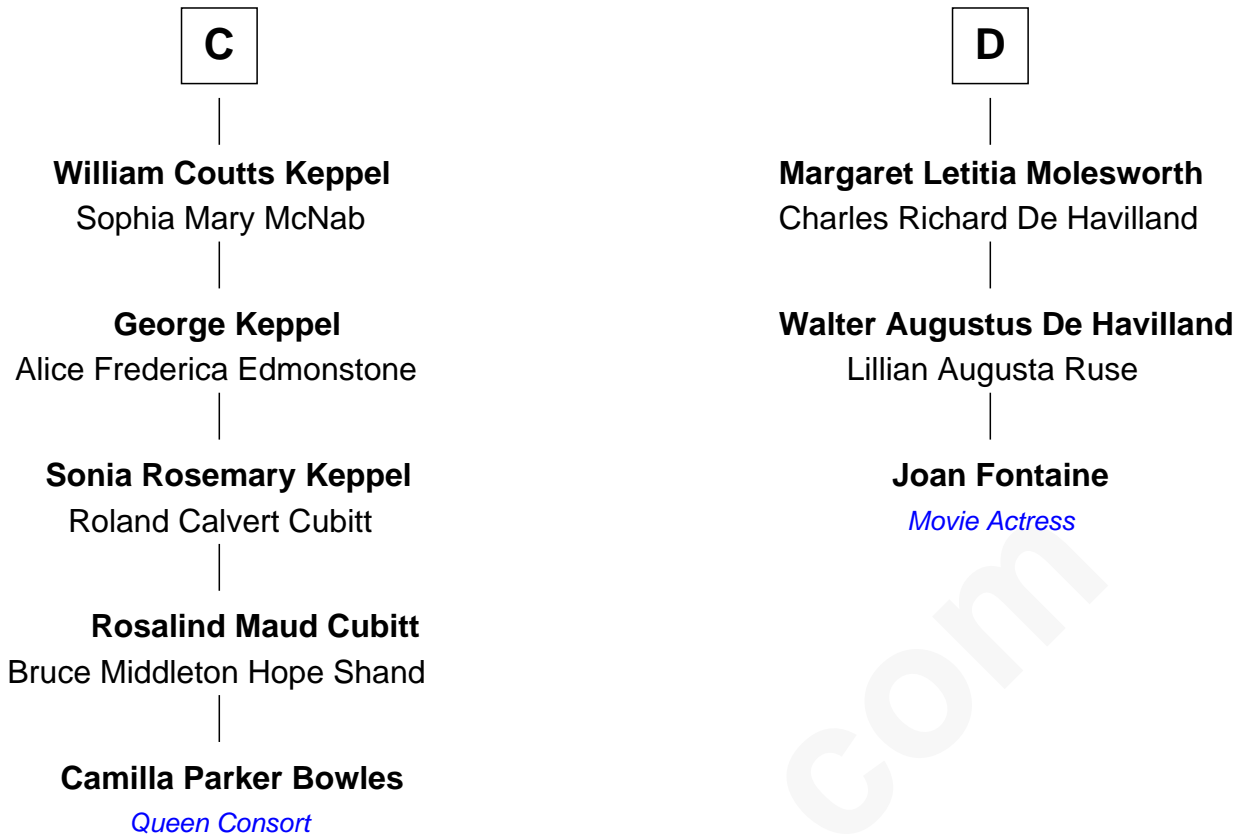 C
William Coutts Keppel
Sophia Mary McNab
George Keppel
Alice Frederica Edmonstone
Sonia Rosemary Keppel
Roland Calvert Cubitt
Rosalind Maud Cubitt
Bruce Middleton Hope Shand
Camilla Parker Bowles
Queen Consort
D
Margaret Letitia Molesworth
Charles Richard De Havilland
Walter Augustus De Havilland
Lillian Augusta Ruse
Joan Fontaine
Movie Actress
com